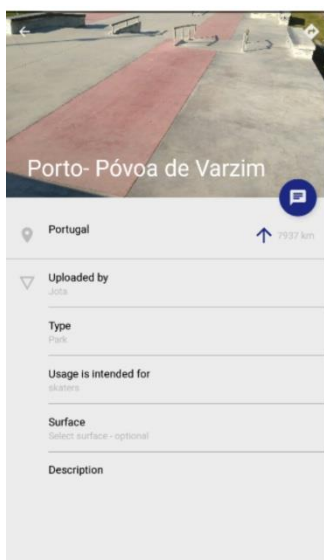 Porto- Póvoa de Varzim
Portugal
7937 km
Uploaded by
Jota
Type
Park
Usage is intended for
skaters
Surface
Select surface - optional
Description